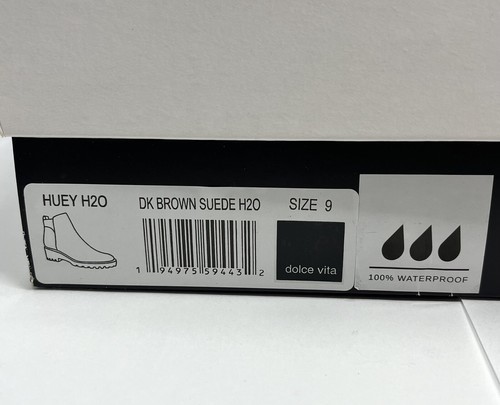 HUEY H2O
DK BROWN SUEDE H2O
SIZE 9
1 94975 59443 2
dolce vita
100% WATERPROOF